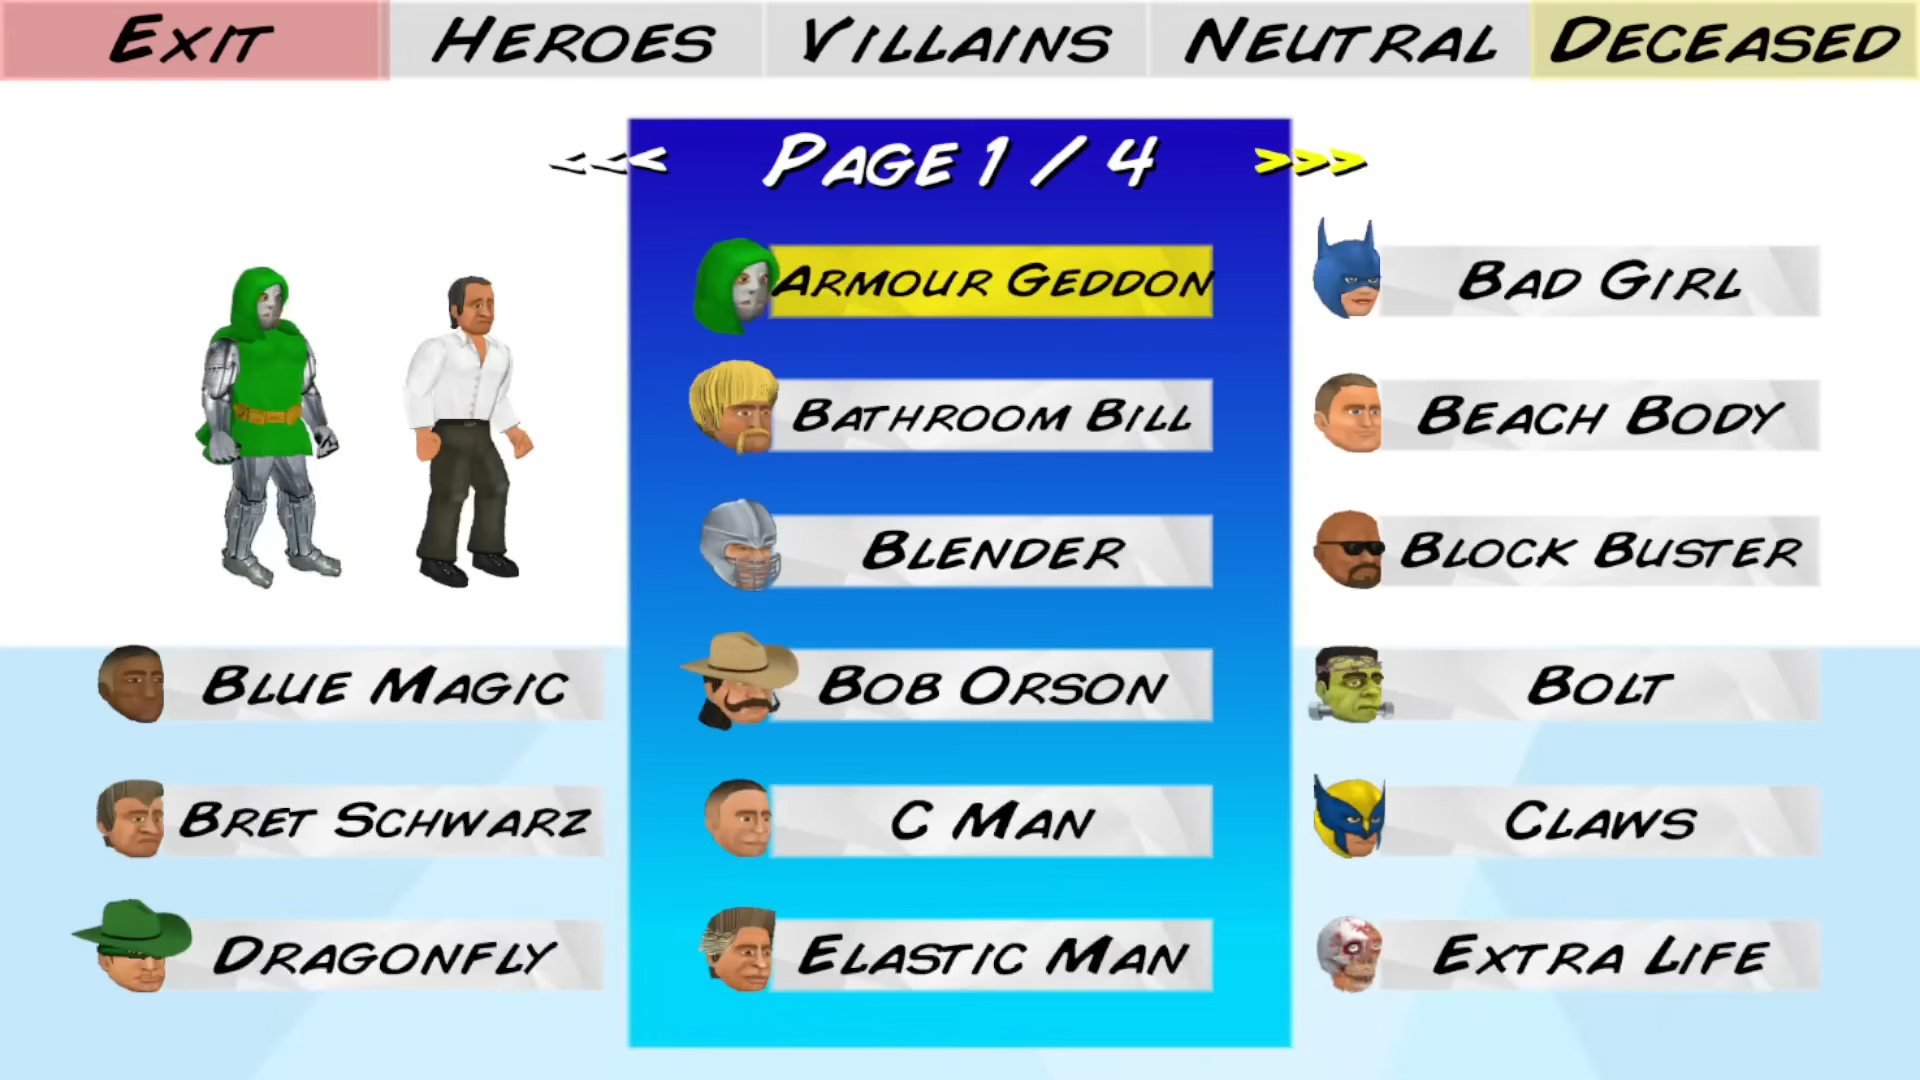 EXIT
HEROES
VILLAINS
NEUTRAL
DECEASED
<<< PAGE 1 / 4 >>>
ARMOUR GEDDON
BAD GIRL
BATHROOM BILL
BEACH BODY
BLENDER
BLOCK BUSTER
BLUE MAGIC
BOB ORSON
BOLT
BRET SCHWARZ
C MAN
CLAWS
DRAGONFLY
ELASTIC MAN
EXTRA LIFE